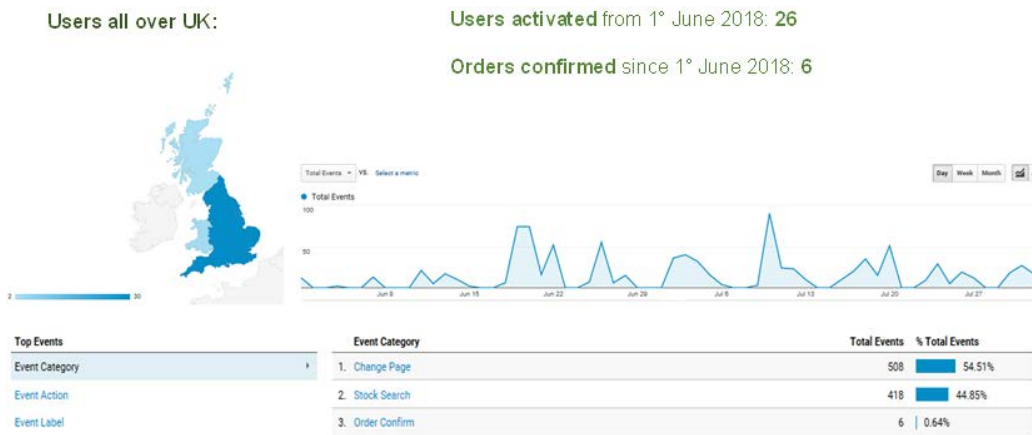 Users all over UK:
Users activated from 1° June 2018: 26
Orders confirmed since 1° June 2018: 6
Total Events VS. Select a metric
Day Week Month
Total Events
100
50
Jun 8 Jun 15 Jun 22 Jun 29 Jul 6 Jul 13 Jul 20 Jul 27
2 30
Top Events
Event Category
Event Action
Event Label
Event Category Total Events % Total Events
1. Change Page 508 54.51%
2. Stock Search 418 44.85%
3. Order Confirm 6 0.64%